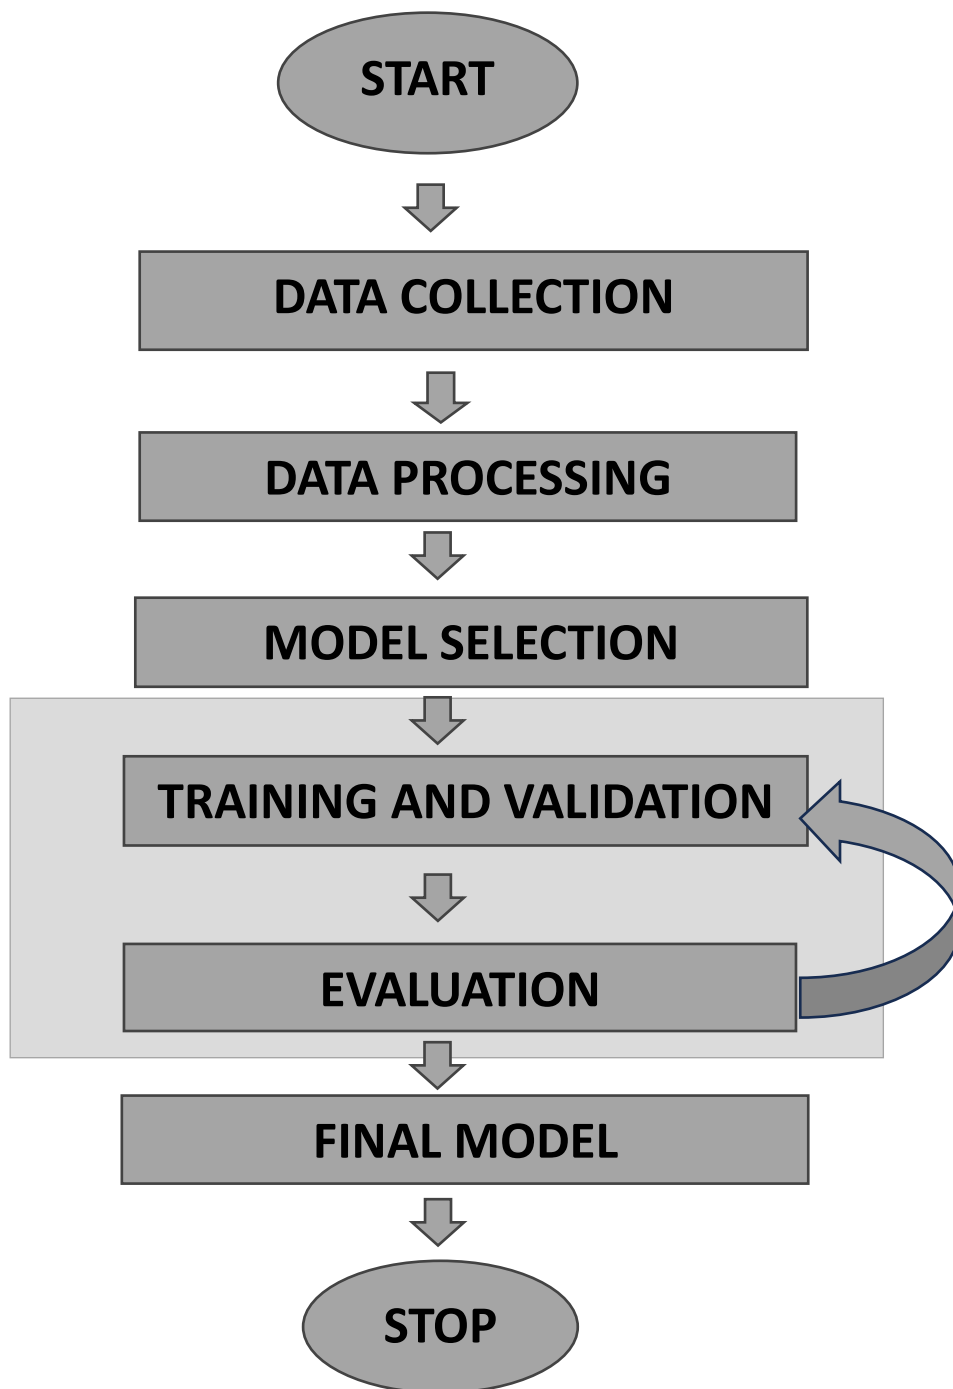 START
DATA COLLECTION
DATA PROCESSING
MODEL SELECTION
TRAINING AND VALIDATION
EVALUATION
FINAL MODEL
STOP